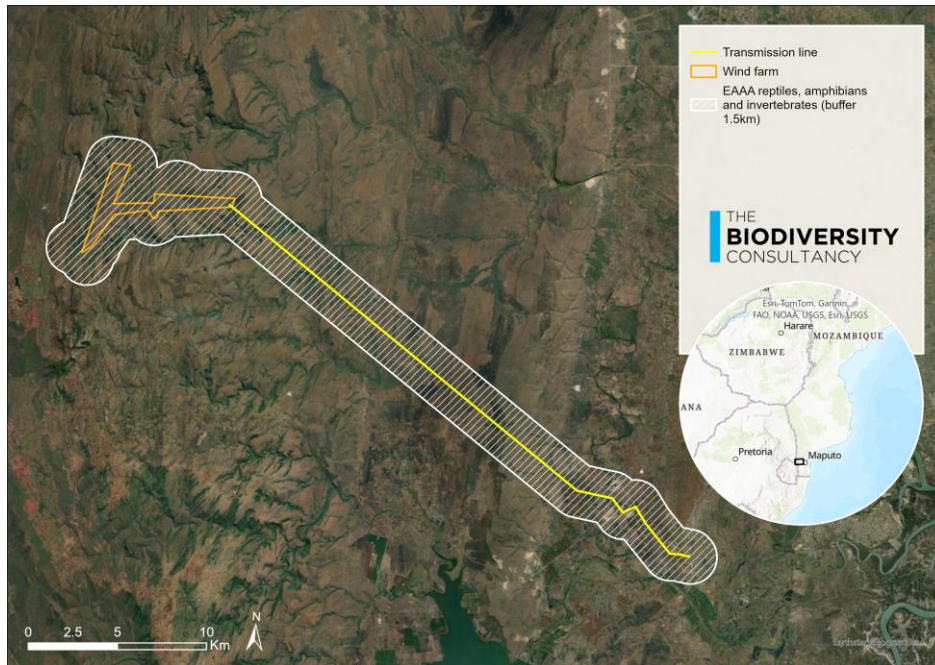 Transmission line
Wind farm
EAAA reptiles, amphibians
and invertebrates (buffer
1.5km)
THE
BIODIVERSITY
CONSULTANCY
Esri, TomTom, Garmin,
FAO, NOAA, USGS, Esri, USGS
Harare
MOZAMBIQUE
ZIMBABWE
ANA
Pretoria
Maputo
0 2.5 5 10
Km
N